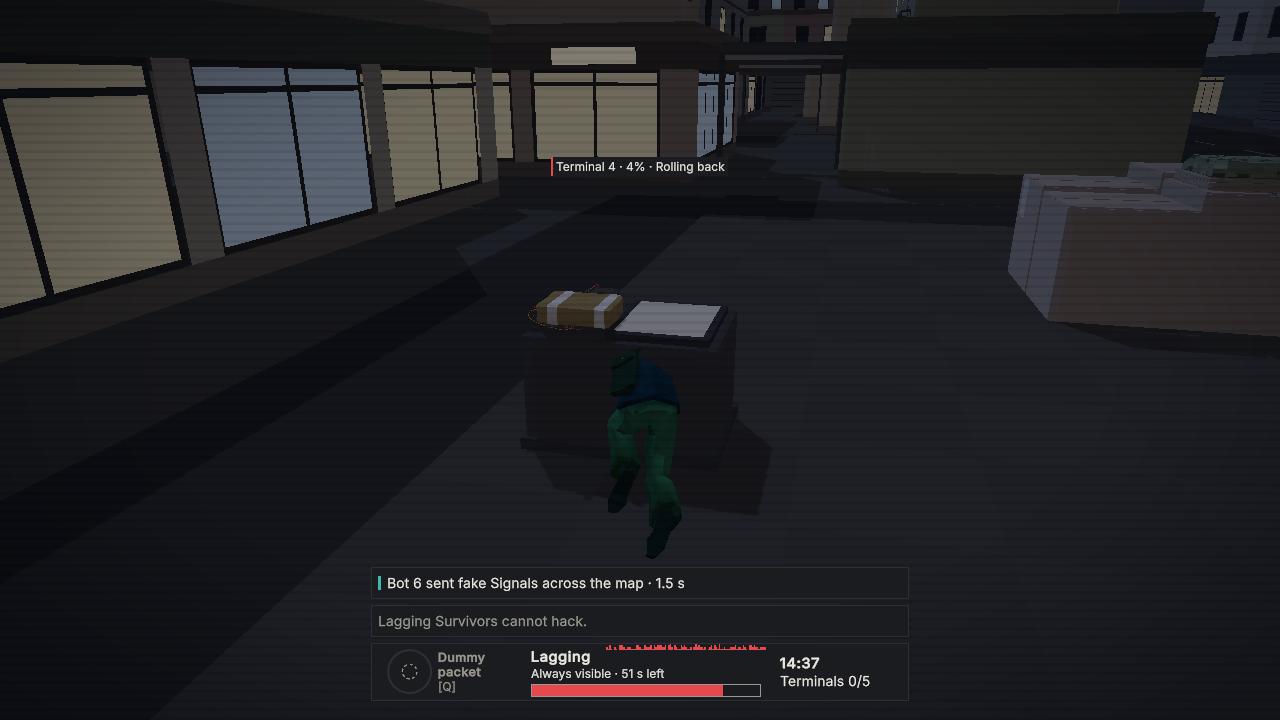 Terminal 4 · 4% · Rolling back
Bot 6 sent fake Signals across the map · 1.5 s
Lagging Survivors cannot hack.
Dummy
packet
[Q]
Lagging
Always visible · 51 s left
14:37
Terminals 0/5